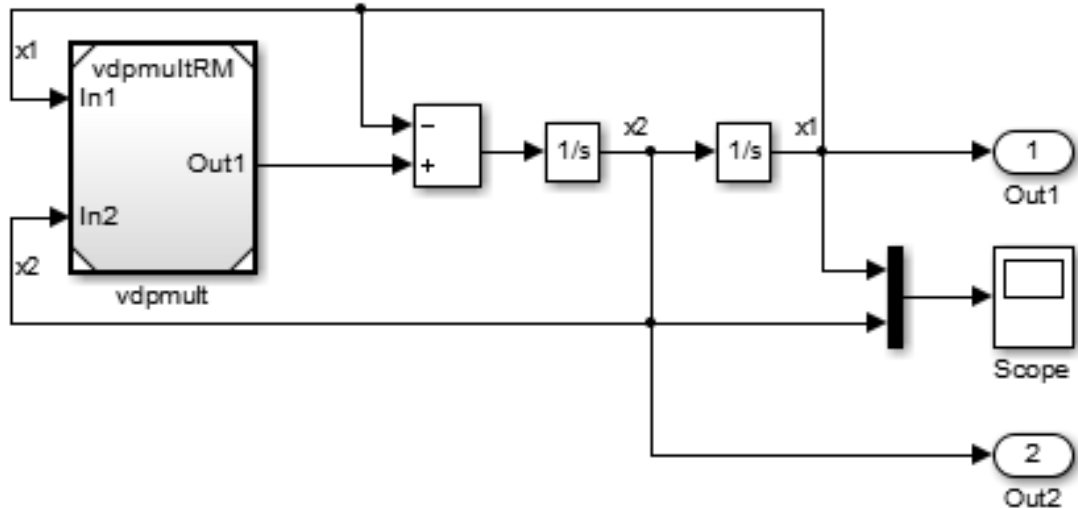 x1
vdpmultRM
In1
Out1
In2
x2
vdpmult
−
+
1/s
x2
1/s
x1
1
Out1
Scope
2
Out2